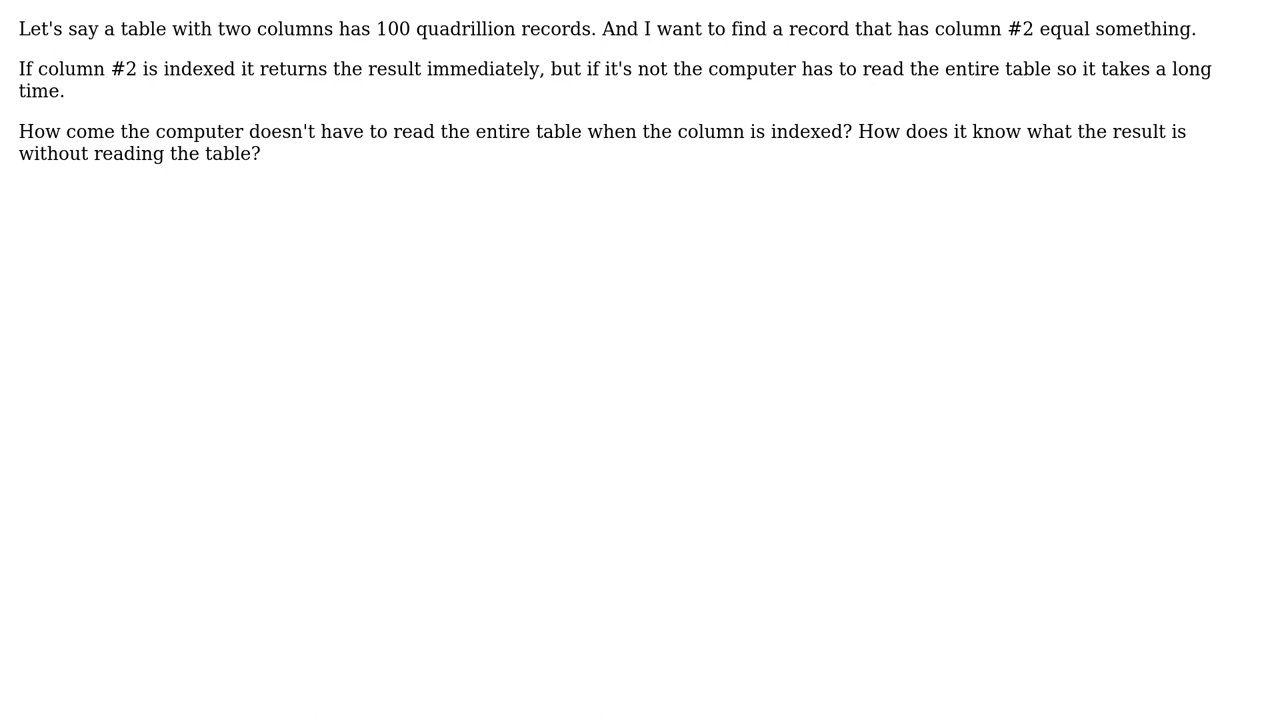 Let's say a table with two columns has 100 quadrillion records. And I want to find a record that has column #2 equal something.
If column #2 is indexed it returns the result immediately, but if it's not the computer has to read the entire table so it takes a long
time.
How come the computer doesn't have to read the entire table when the column is indexed? How does it know what the result is
without reading the table?